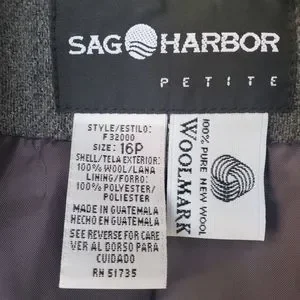 SAG HARBOR
PETITE
STYLE/ESTILO:
F32000
SIZE: 16P
SHELL/TELA EXTERIOR:
100% WOOL/LANA
LINING/FORRO:
100% POLYESTER/
POLIESTER
MADE IN GUATEMALA
HECHO EN GUATEMALA
SEE REVERSE FOR CARE
VER AL DORSO PARA
CUIDADO
RN 51735
100% PURE NEW WOOL
WOOLMARK